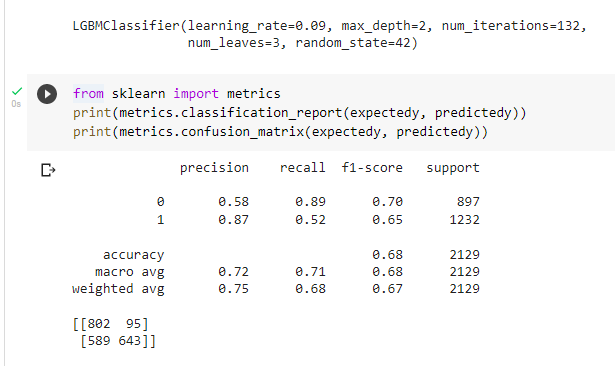 LGBMClassifier(learning_rate=0.09, max_depth=2, num_iterations=132,
num_leaves=3, random_state=42)
0s
from sklearn import metrics
print(metrics.classification_report(expectedy, predictedy))
print(metrics.confusion_matrix(expectedy, predictedy))
precision recall f1-score support
0 0.58 0.89 0.70 897
1 0.87 0.52 0.65 1232
accuracy 0.68 2129
macro avg 0.72 0.71 0.68 2129
weighted avg 0.75 0.68 0.67 2129
[[802 95]
[589 643]]